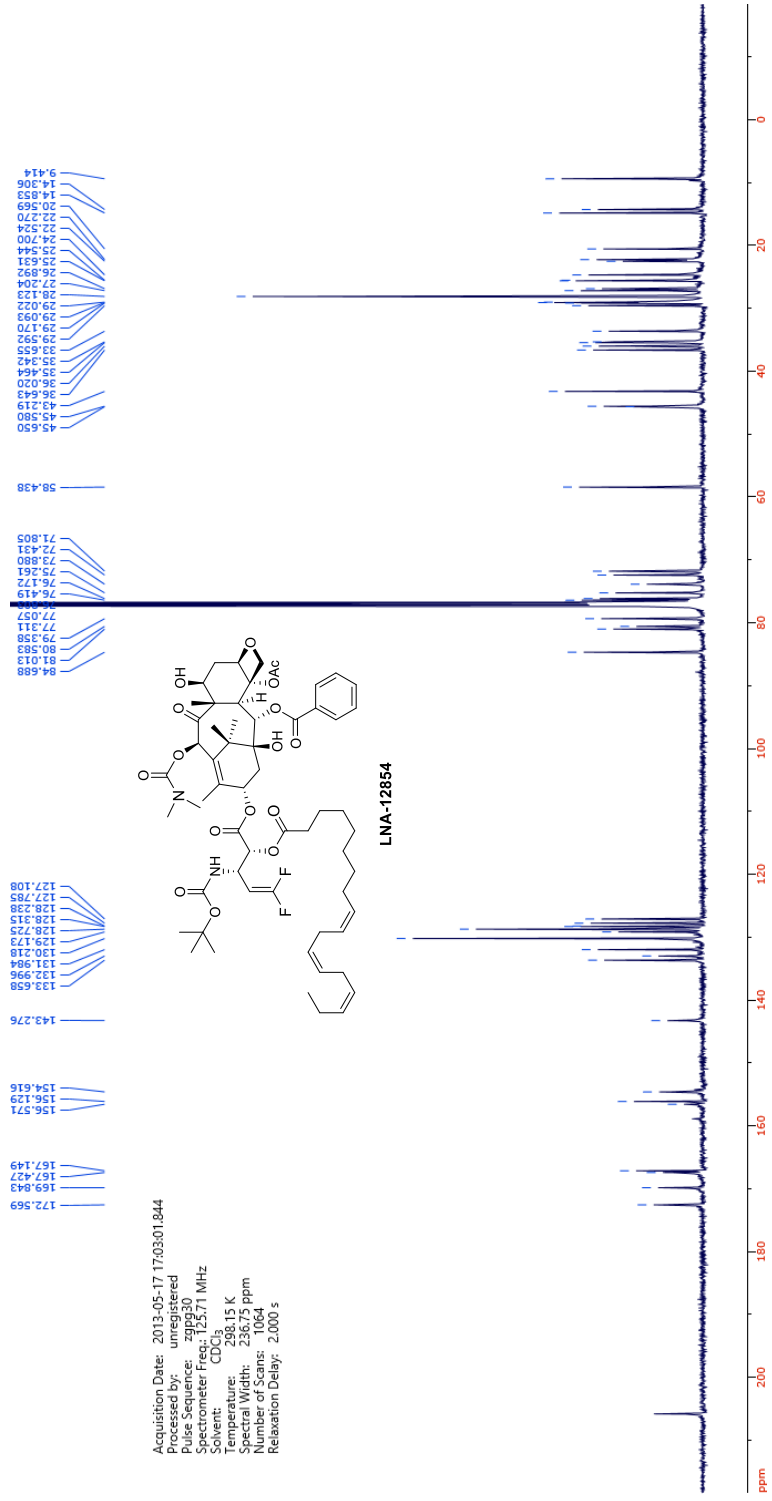 172.569
169.843
167.427
167.149
156.571
156.129
154.616
143.276
133.658
132.996
131.984
130.218
129.173
128.725
128.315
128.238
127.785
127.108
84.688
81.013
80.583
79.358
77.311
77.057
76.419
76.172
75.261
73.880
72.431
71.805
58.438
45.650
45.580
43.219
36.643
36.020
35.464
35.342
33.655
29.592
29.170
29.093
29.022
28.123
27.204
26.892
25.631
25.544
24.700
22.524
22.270
20.569
14.853
14.306
9.414
Acquisition Date: 2013-05-17 17:03:01.844
Processed by: unregistered
Pulse Sequence: zgpg30
Spectrometer Freq.: 125.71 MHz
Solvent: CDCl3
Temperature: 298.15 K
Spectral Width: 236.75 ppm
Number of Scans: 1064
Relaxation Delay: 2.000 s
O
N
O
O
OH
O
O
NH
O
O
O
H
OAc
OH
O
O
F
F
O
O
LNA-12854
ppm
200
180
160
140
120
100
80
60
40
20
0